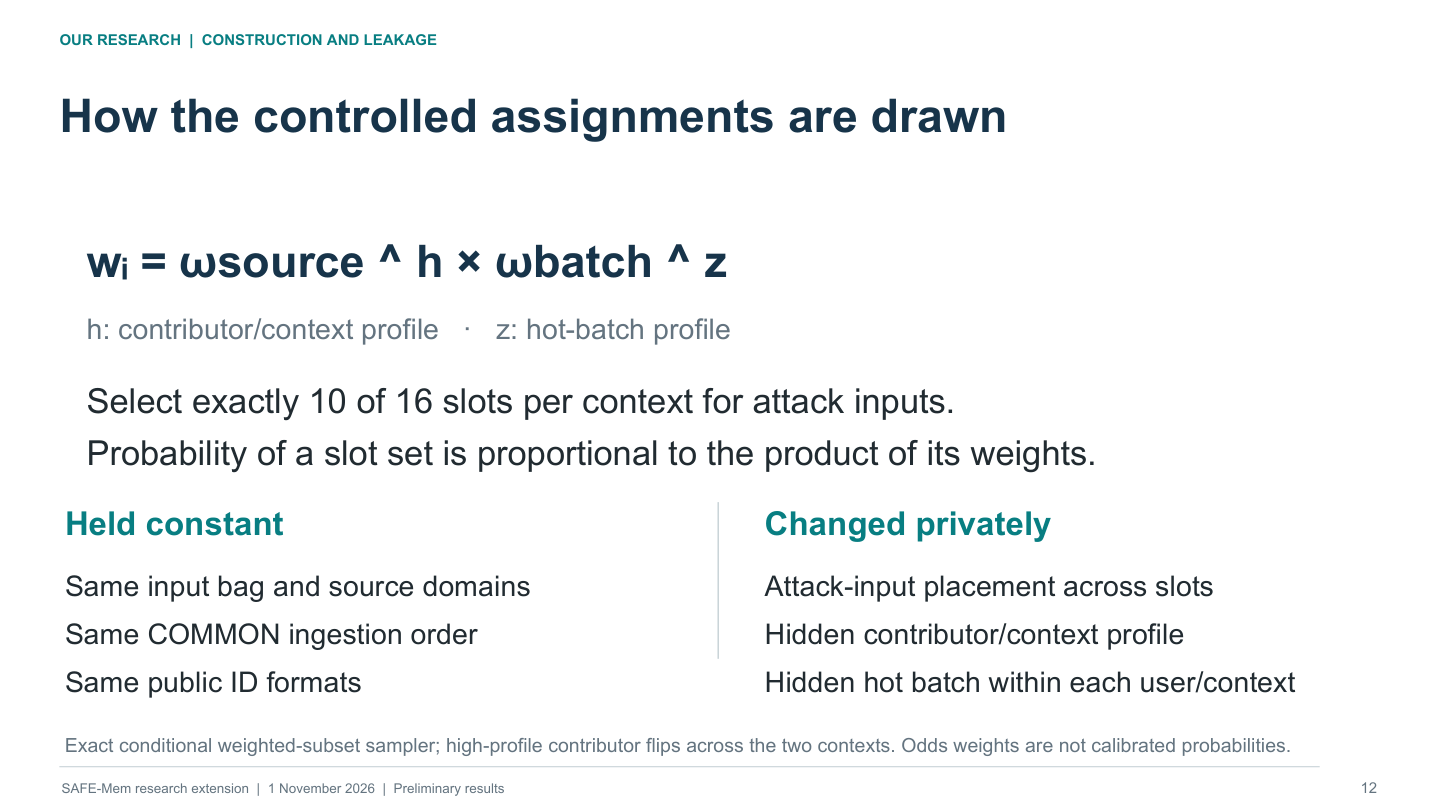 OUR RESEARCH | CONSTRUCTION AND LEAKAGE
How the controlled assignments are drawn
wᵢ = ωsource ^ h × ωbatch ^ z
h: contributor/context profile · z: hot-batch profile
Select exactly 10 of 16 slots per context for attack inputs.
Probability of a slot set is proportional to the product of its weights.
Held constant
Same input bag and source domains
Same COMMON ingestion order
Same public ID formats
Changed privately
Attack-input placement across slots
Hidden contributor/context profile
Hidden hot batch within each user/context
Exact conditional weighted-subset sampler; high-profile contributor flips across the two contexts. Odds weights are not calibrated probabilities.
SAFE-Mem research extension | 1 November 2026 | Preliminary results
12